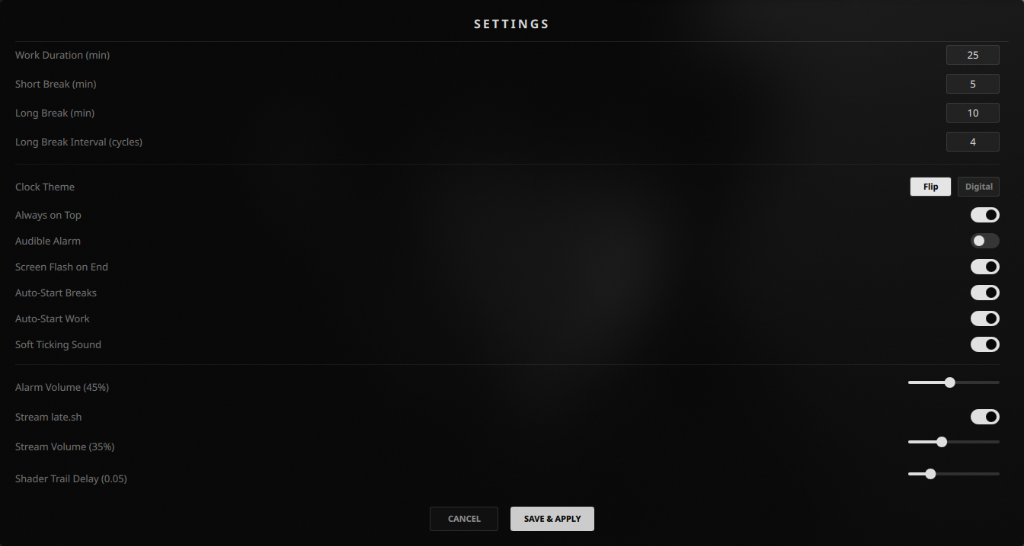 SETTINGS
Work Duration (min) 25
Short Break (min) 5
Long Break (min) 10
Long Break Interval (cycles) 4
Clock Theme Flip Digital
Always on Top
Audible Alarm
Screen Flash on End
Auto-Start Breaks
Auto-Start Work
Soft Ticking Sound
Alarm Volume (45%)
Stream late.sh
Stream Volume (35%)
Shader Trail Delay (0.05)
CANCEL SAVE & APPLY